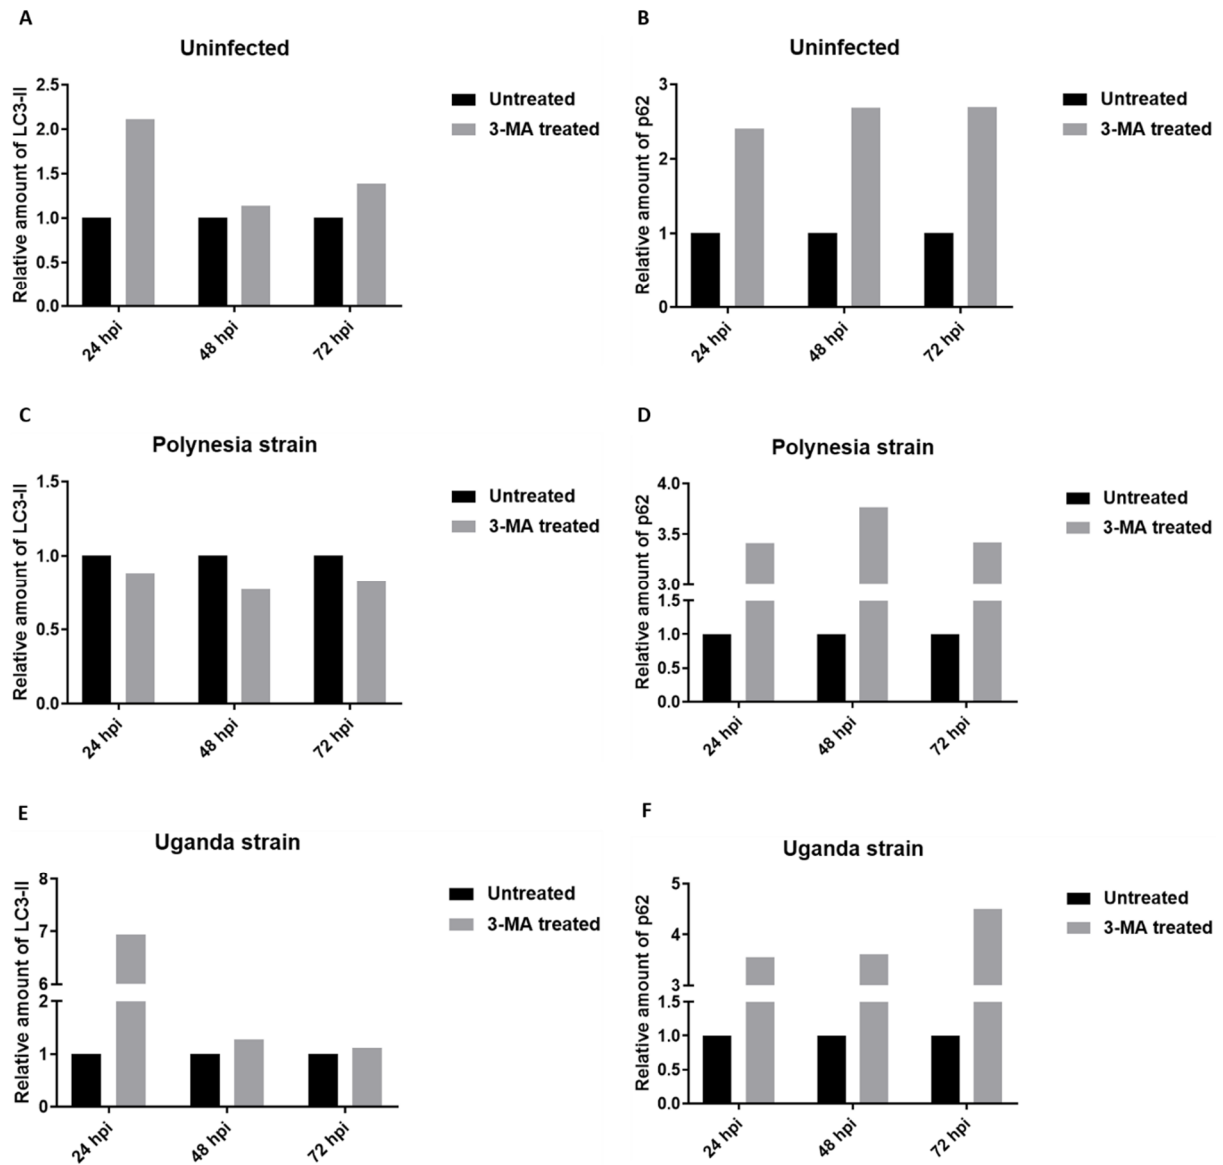 A
Uninfected
Relative amount of LC3-II
2.5
2.0
1.5
1.0
0.5
0.0
24 hpi
48 hpi
72 hpi
Untreated
3-MA treated
B
Uninfected
Relative amount of p62
3
2
1
0
24 hpi
48 hpi
72 hpi
Untreated
3-MA treated
C
Polynesia strain
Relative amount of LC3-II
1.5
1.0
0.5
0.0
24 hpi
48 hpi
72 hpi
Untreated
3-MA treated
D
Polynesia strain
Relative amount of p62
4.0
3.5
3.0
1.5
1.0
0.5
0.0
24 hpi
48 hpi
72 hpi
Untreated
3-MA treated
E
Uganda strain
Relative amount of LC3-II
8
7
6
2
1
0
24 hpi
48 hpi
72 hpi
Untreated
3-MA treated
F
Uganda strain
Relative amount of p62
5
4
3
1.5
1.0
0.5
0.0
24 hpi
48 hpi
72 hpi
Untreated
3-MA treated